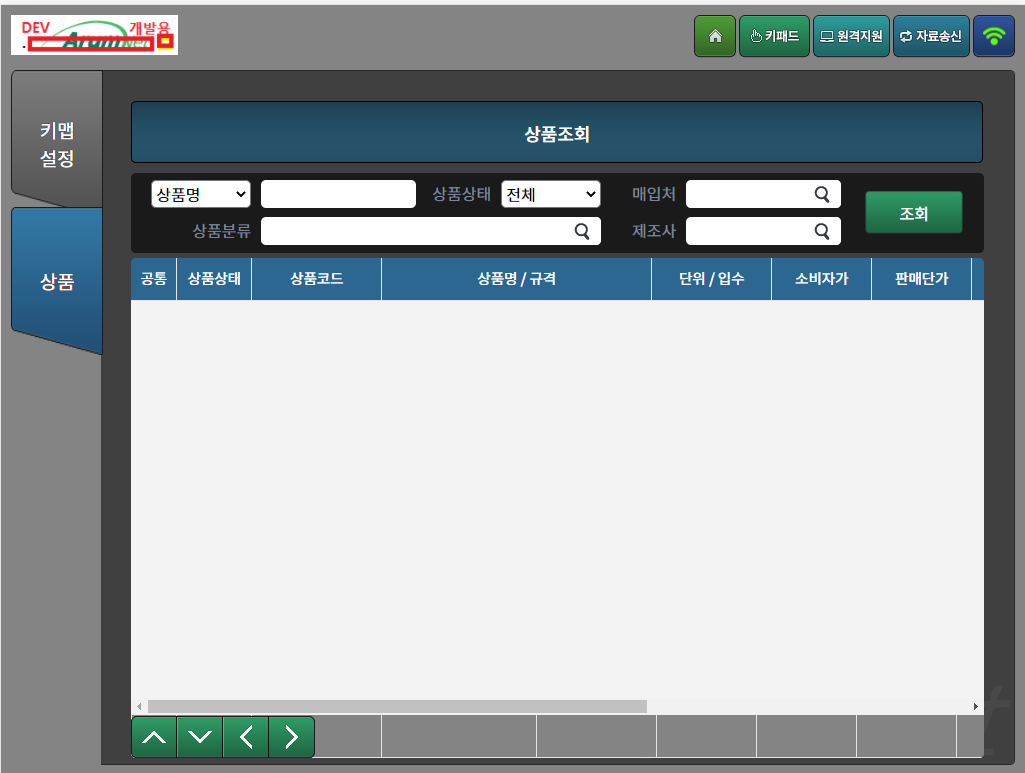 DEV 개발용
키패드 원격지원 자료송신
키맵
설정
상품
상품조회
상품명 상품상태 전체 매입처
조회
상품분류 제조사
공통 상품상태 상품코드 상품명 / 규격 단위 / 입수 소비자가 판매단가